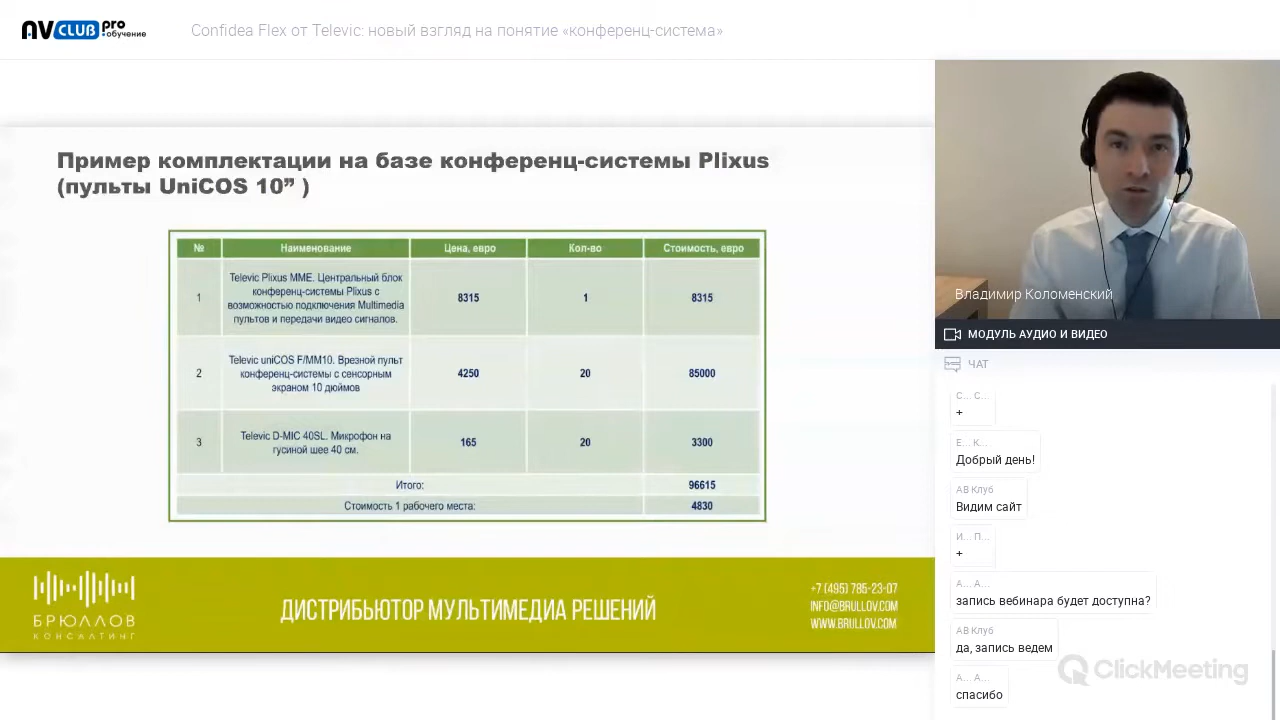 AV CLUB pro
•обучение
Confidea Flex от Televic: новый взгляд на понятие «конференц-система»
Пример комплектации на базе конференц-системы Plixus
(пульты UniCOS 10” )
№ Наименование Цена, евро Кол-во Стоимость, евро
1 Televic Plixus MME. Центральный блок
конференц-системы Plixus с
возможностью подключения Multimedia
пультов и передачи видео сигналов. 8315 1 8315
2 Televic uniCOS F/MM10. Врезной пульт
конференц-системы с сенсорным
экраном 10 дюймов 4250 20 85000
3 Televic D-MIC 40SL. Микрофон на
гусиной шее 40 см. 165 20 3300
Итого: 96615
Стоимость 1 рабочего места: 4830
БРЮЛЛОВ
КОНСАЛТИНГ
ДИСТРИБЬЮТОР МУЛЬТИМЕДИА РЕШЕНИЙ
+7 (495) 785-23-07
INFO@BRULLOV.COM
WWW.BRULLOV.COM
Владимир Коломенский
МОДУЛЬ АУДИО И ВИДЕО
ЧАТ
С... С...
+
Е... К...
Добрый день!
АВ Клуб
Видим сайт
И... П...
+
А... А...
запись вебинара будет доступна?
АВ Клуб
да, запись ведем
А... А...
спасибо
ClickMeeting